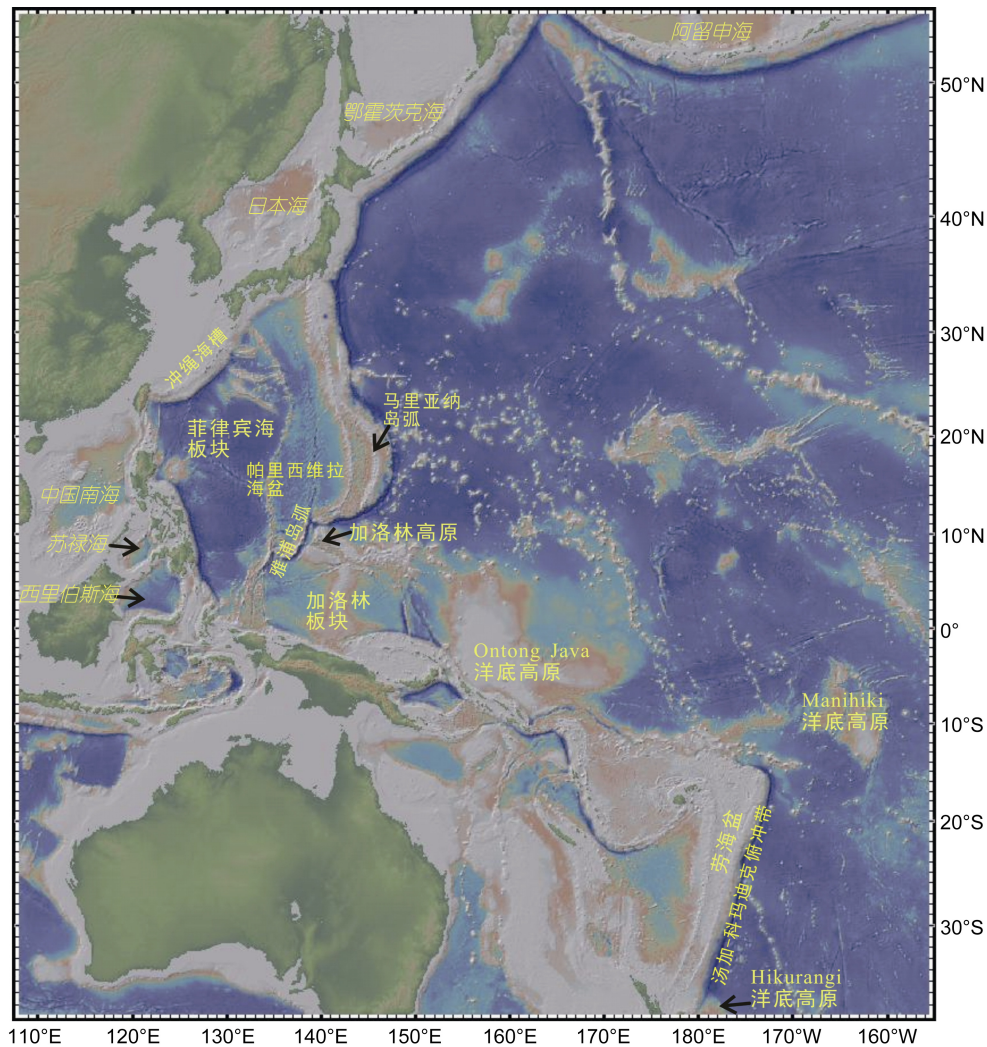 阿留申海
50°N
鄂霍茨克海
40°N
日本海
30°N
冲绳海槽
马里亚纳
岛弧
菲律宾海
板块
20°N
帕里西维拉
海盆
中国南海
雅浦岛弧
加洛林高原
10°N
苏禄海
西里伯斯海
加洛林
板块
0°
Ontong Java
洋底高原
Manihiki
洋底高原
10°S
劳海盆
汤加-科玛迪克俯冲带
20°S
30°S
Hikurangi
洋底高原
110°E 120°E 130°E 140°E 150°E 160°E 170°E 180°E 170°W 160°W